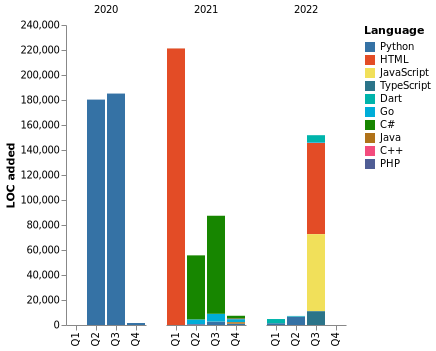 2020
2021
2022
240,000
220,000
200,000
180,000
160,000
140,000
120,000
100,000
80,000
60,000
40,000
20,000
0
LOC added
Q1 Q2 Q3 Q4
Q1 Q2 Q3 Q4
Q1 Q2 Q3 Q4
Language
Python
HTML
JavaScript
TypeScript
Dart
Go
C#
Java
C++
PHP